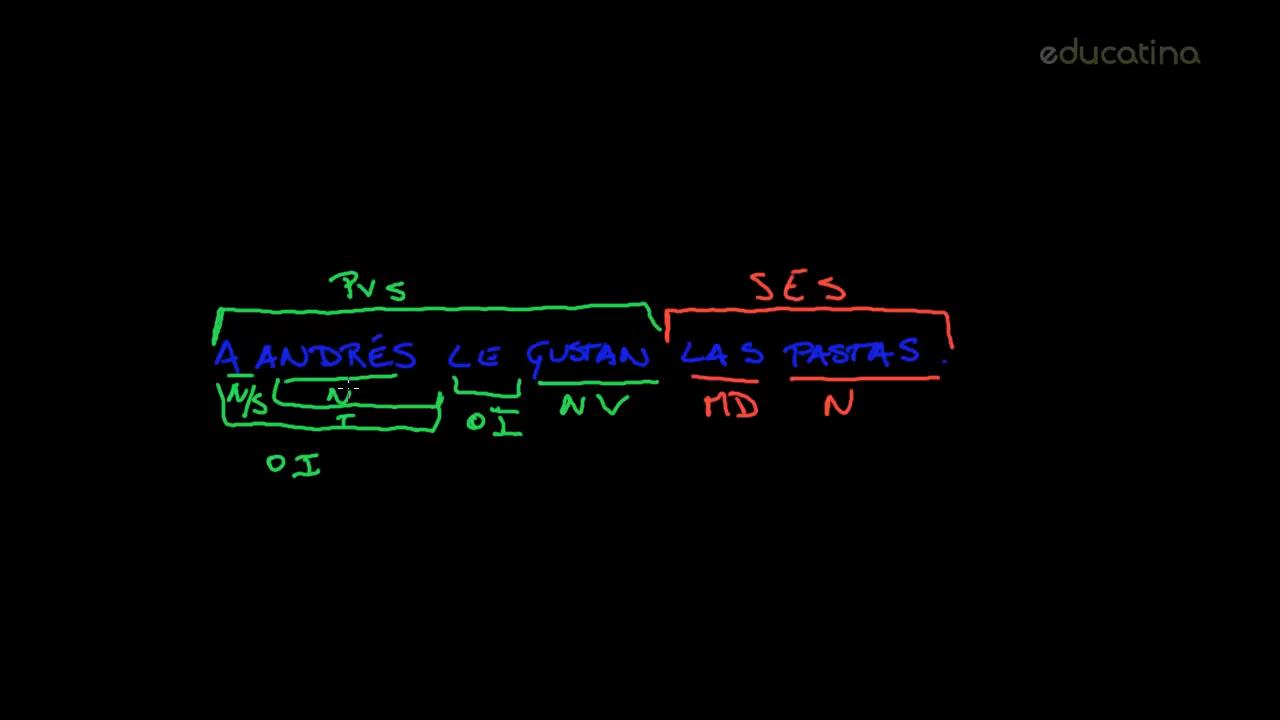 educatina
PVS SES
A ANDRÉS LE GUSTAN LAS PASTAS.
N/S N OI NV MD N
I
OI